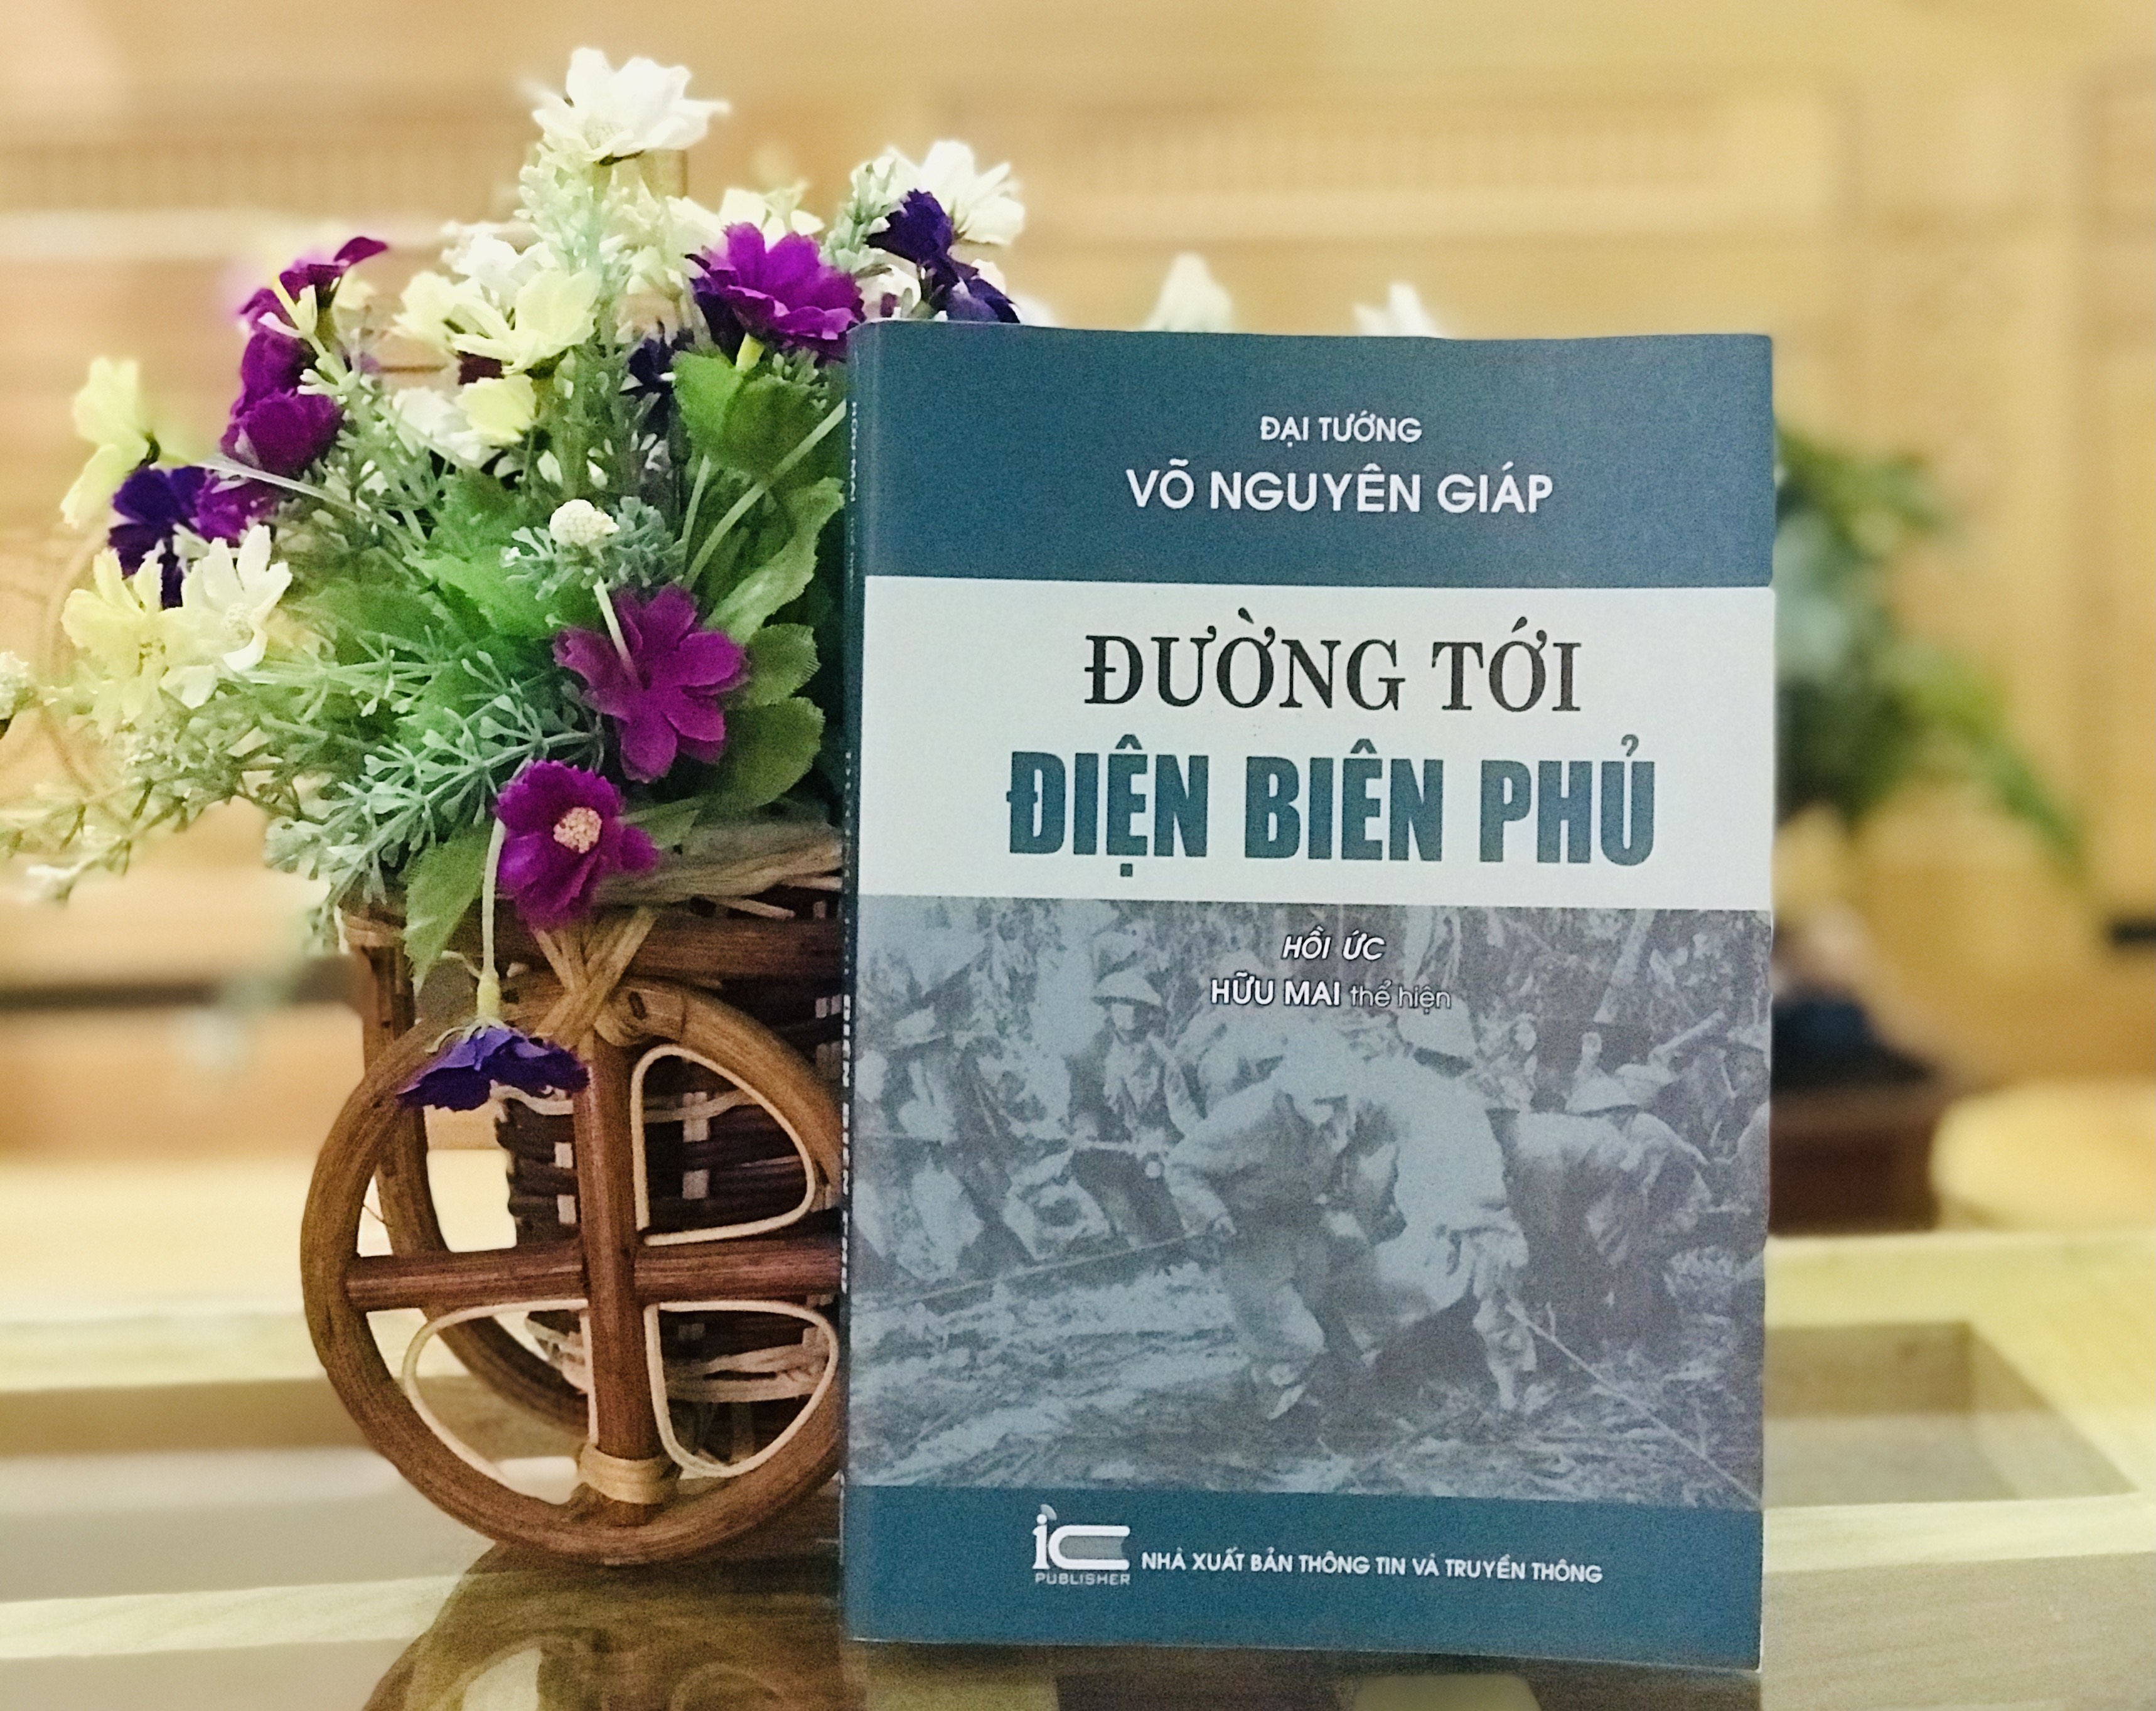 ĐẠI TƯỚNG
VÕ NGUYÊN GIÁP
ĐƯỜNG TỚI
ĐIỆN BIÊN PHỦ
HỒI ỨC
HỮU MAI thể hiện
ic
PUBLISHER
NHÀ XUẤT BẢN THÔNG TIN VÀ TRUYỀN THÔNG